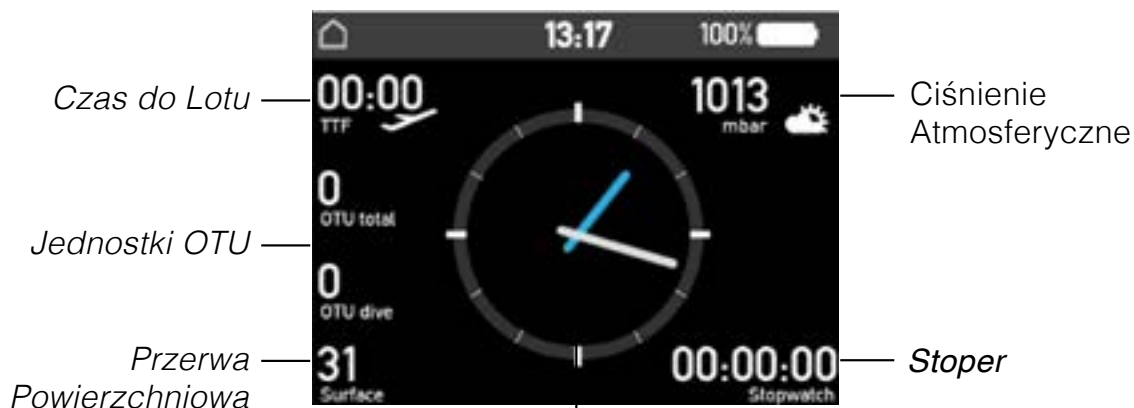 13:17 100%
Czas do Lotu
00:00
TTF
1013
mbar
Ciśnienie
Atmosferyczne
0
OTU total
Jednostki OTU
0
OTU dive
Przerwa
Powierzchniowa
31
Surface
00:00:00
Stopwatch
Stoper